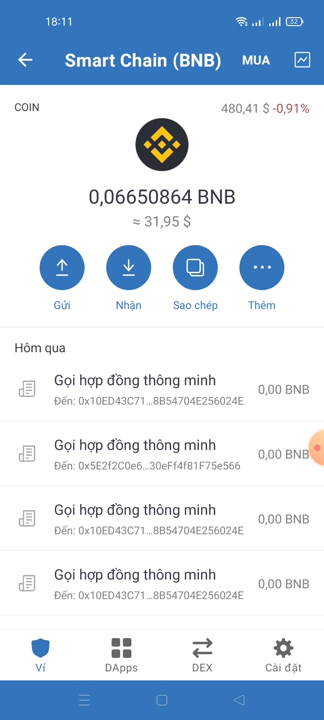 18:11
52
Smart Chain (BNB)
MUA
COIN
480,41 $ -0,91%
0,06650864 BNB
≈ 31,95 $
Gửi
Nhận
Sao chép
Thêm
Hôm qua
Gọi hợp đồng thông minh
0,00 BNB
Đến: 0x10ED43C71...8B54704E256024E
Gọi hợp đồng thông minh
0,00 BNB
Đến: 0x5E2f2C0e6...30eFf4f81F75e566
Gọi hợp đồng thông minh
0,00 BNB
Đến: 0x10ED43C71...8B54704E256024E
Gọi hợp đồng thông minh
0,00 BNB
Đến: 0x10ED43C71...8B54704E256024E
Ví
DApps
DEX
Cài đặt